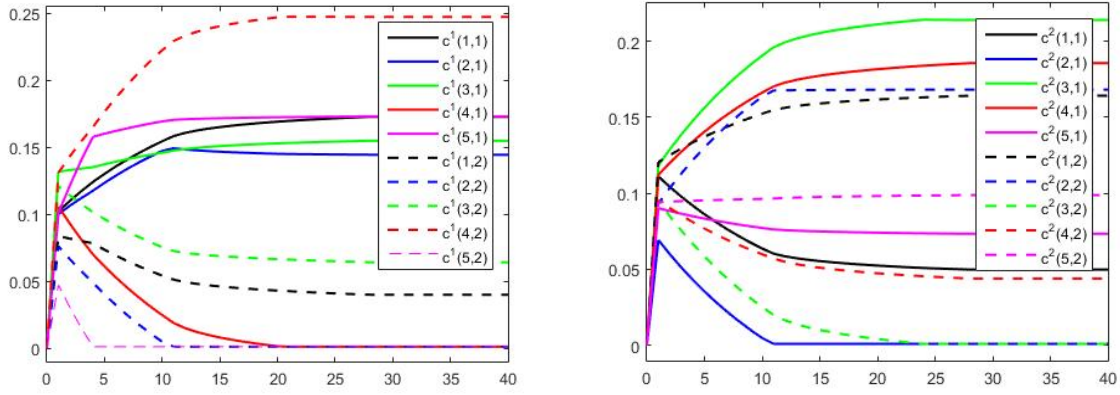 0.25
0.2
0.15
0.1
0.05
0
0 5 10 15 20 25 30 35 40
c¹(1,1)
c¹(2,1)
c¹(3,1)
c¹(4,1)
c¹(5,1)
c¹(1,2)
c¹(2,2)
c¹(3,2)
c¹(4,2)
c¹(5,2)
0.2
0.15
0.1
0.05
0
0 5 10 15 20 25 30 35 40
c²(1,1)
c²(2,1)
c²(3,1)
c²(4,1)
c²(5,1)
c²(1,2)
c²(2,2)
c²(3,2)
c²(4,2)
c²(5,2)